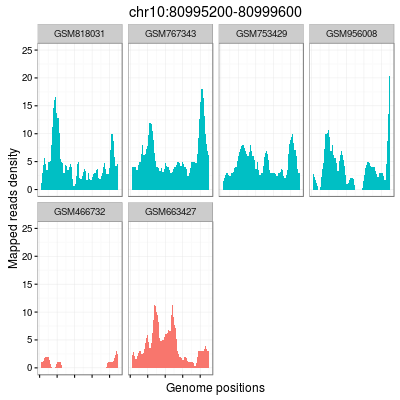 chr10:80995200-80999600
GSM818031 GSM767343 GSM753429 GSM956008
25
20
15
10
5
0
GSM466732 GSM663427
25
20
15
10
5
0
Mapped reads density
Genome positions